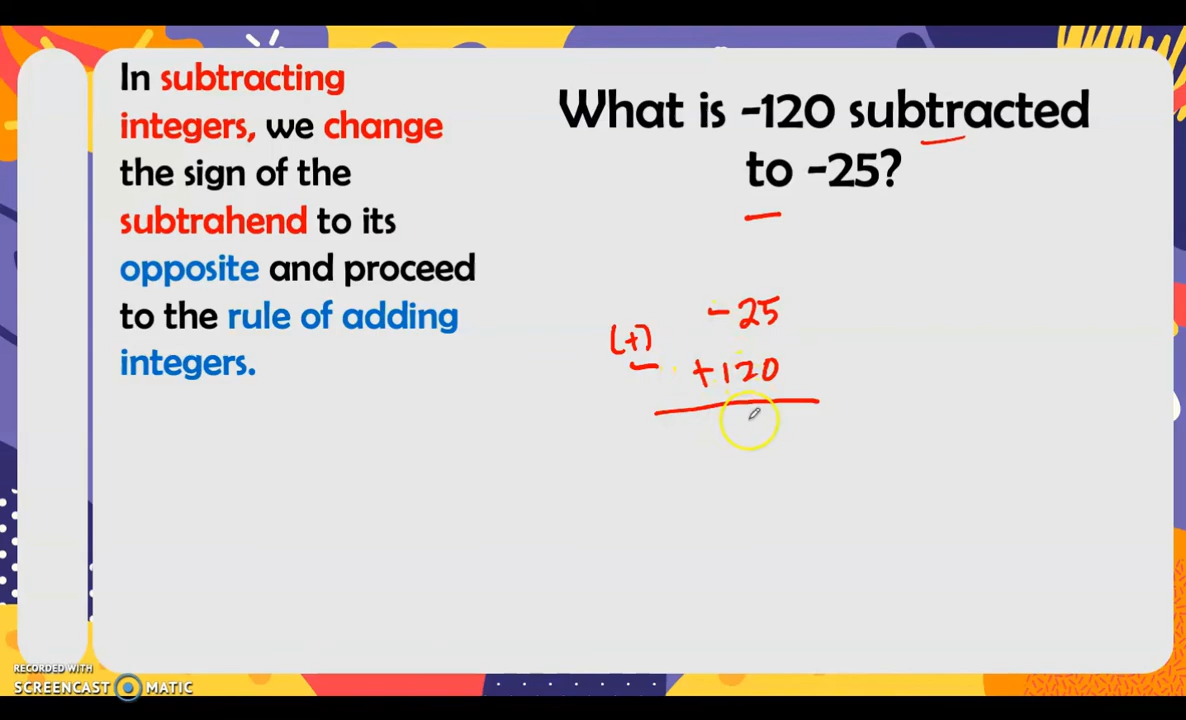 In subtracting
integers, we change
the sign of the
subtrahend to its
opposite and proceed
to the rule of adding
integers.
What is -120 subtracted
to -25?
-25
(+)
- +120
RECORDED WITH
SCREENCAST MATIC